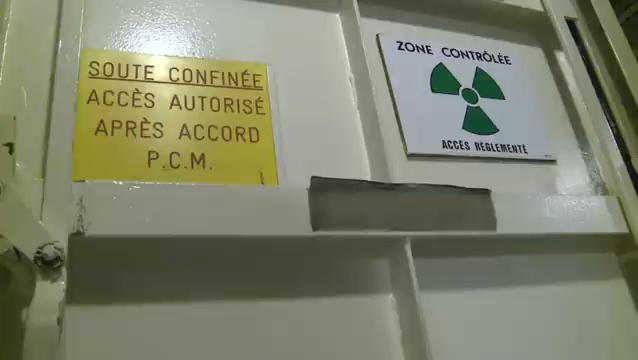 SOUTE CONFINÉE
ACCÈS AUTORISÉ
APRÈS ACCORD
P.C.M.
ZONE CONTRÔLÉE
ACCÈS RÉGLEMENTÉ